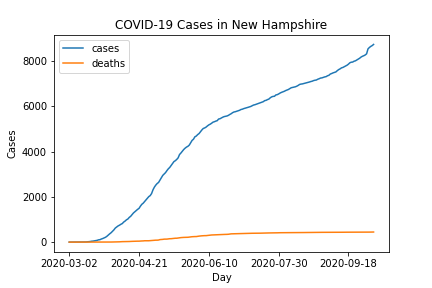 COVID-19 Cases in New Hampshire
cases
deaths
8000
6000
4000
2000
0
Cases
2020-03-02 2020-04-21 2020-06-10 2020-07-30 2020-09-18
Day